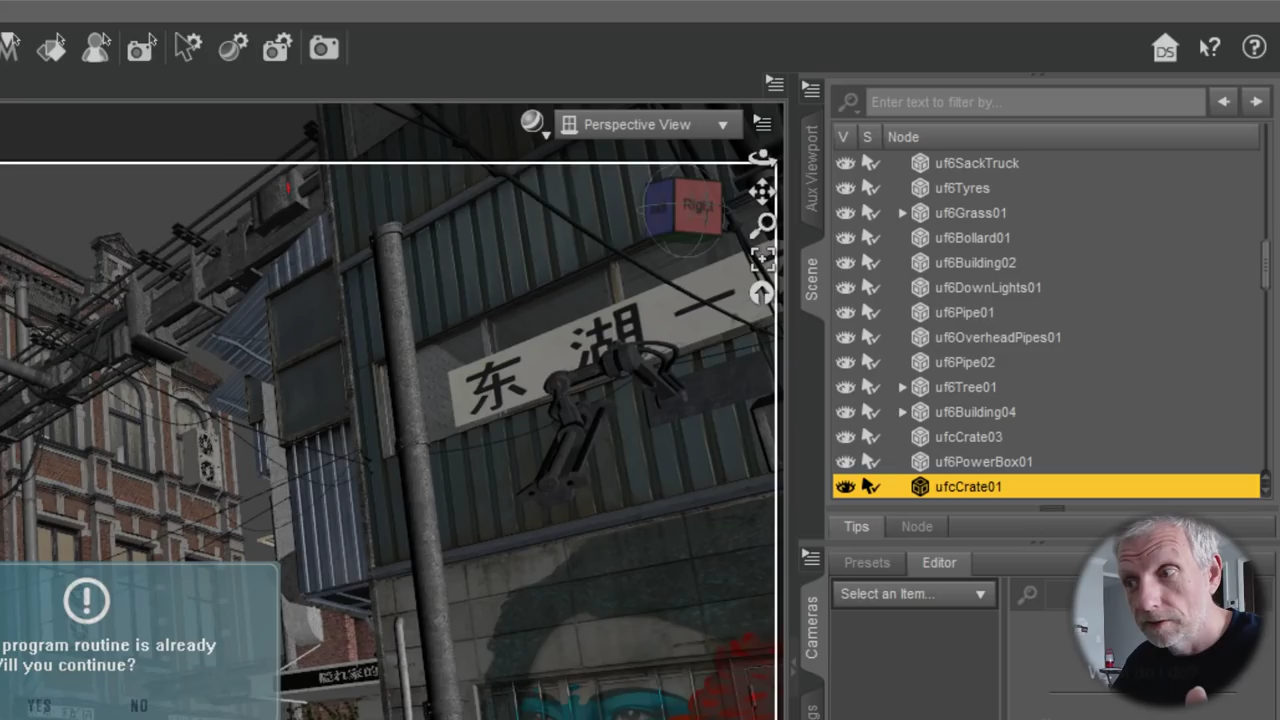 DS
?
?
Perspective View
Enter text to filter by...
V S Node
Aux Viewport
Scene
Right
uf6SackTruck
uf6Tyres
uf6Grass01
uf6Bollard01
uf6Building02
uf6DownLights01
uf6Pipe01
uf6OverheadPipes01
uf6Pipe02
uf6Tree01
uf6Building04
ufcCrate03
uf6PowerBox01
ufcCrate01
东湖一
Tips Node
Presets Editor
Select an Item...
Cameras
program routine is already
Will you continue?
YES NO